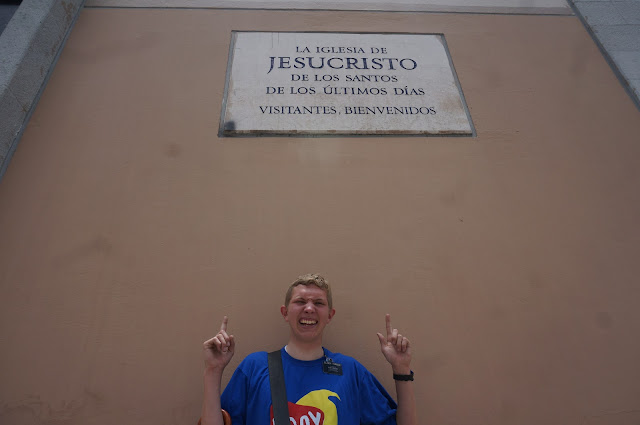 LA IGLESIA DE
JESUCRISTO
DE LOS SANTOS
DE LOS ÚLTIMOS DÍAS
VISITANTES, BIENVENIDOS